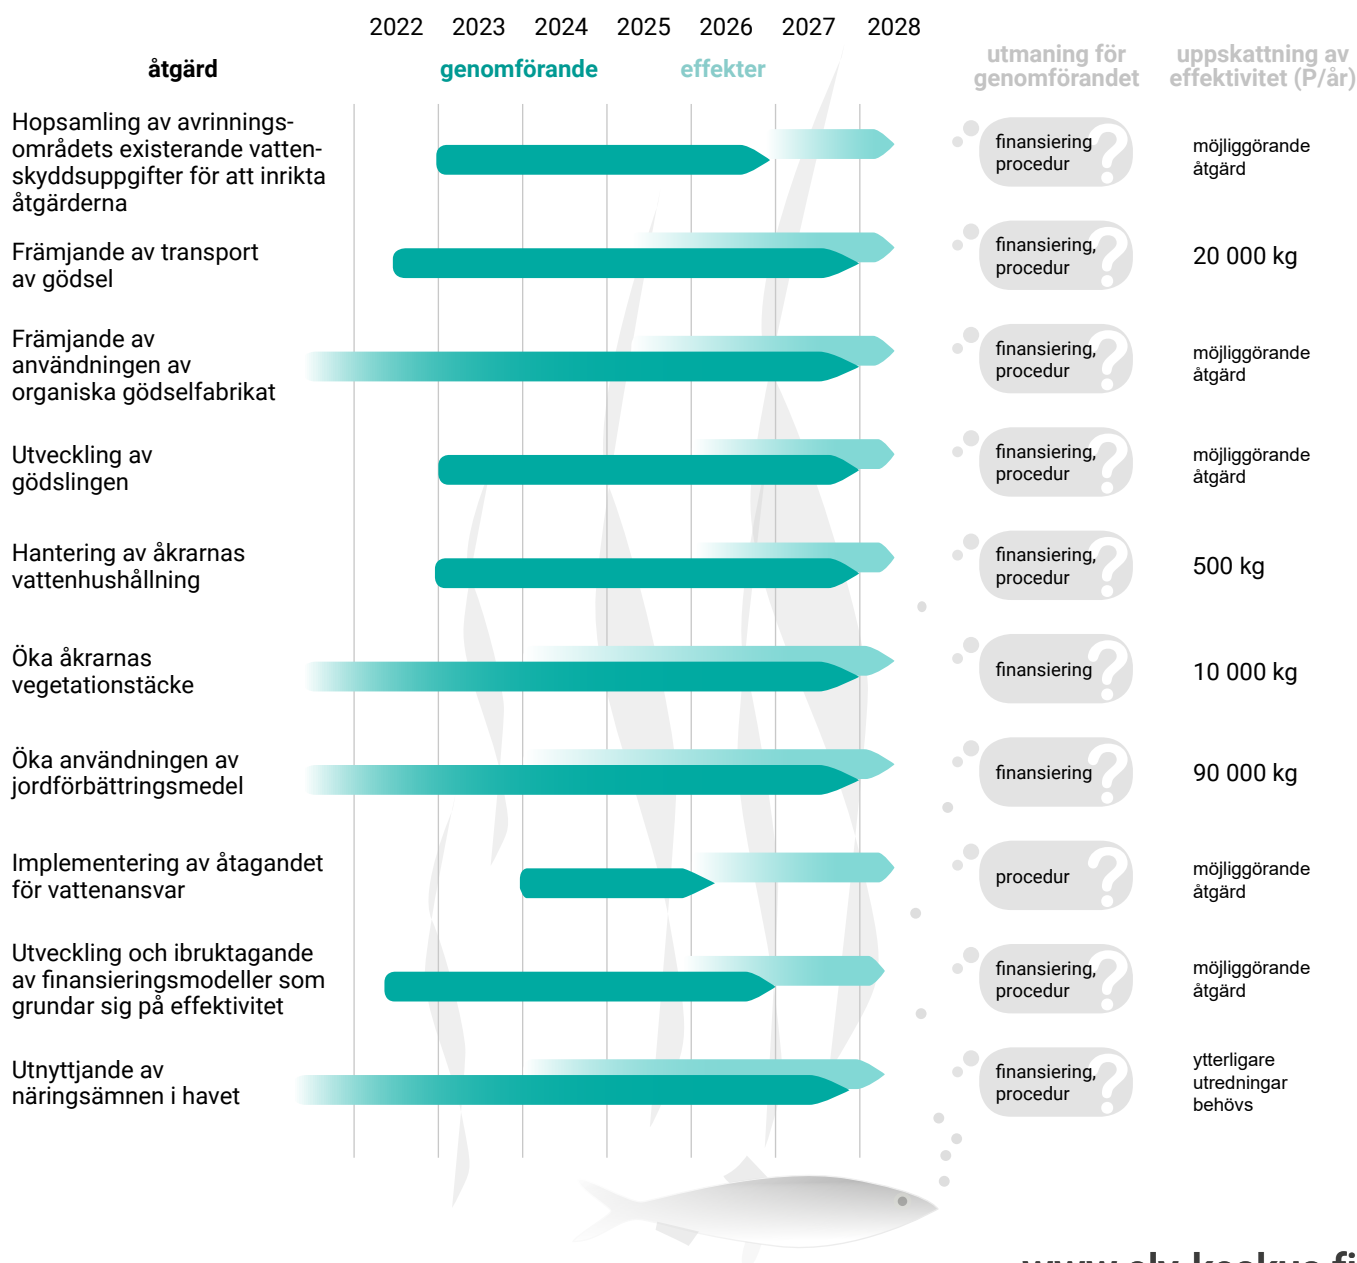 2022 2023 2024 2025 2026 2027 2028
åtgärd genomförande effekter utmaning för genomförandet uppskattning av effektivitet (P/år)
Hopsamling av avrinnings-
områdets existerande vatten-
skyddsuppgifter för att inrikta
åtgärderna
finansiering
procedur
möjliggörande
åtgärd
Främjande av transport
av gödsel
finansiering,
procedur
20 000 kg
Främjande av
användningen av
organiska gödselfabrikat
finansiering,
procedur
möjliggörande
åtgärd
Utveckling av
gödslingen
finansiering,
procedur
möjliggörande
åtgärd
Hantering av åkrarnas
vattenhushållning
finansiering,
procedur
500 kg
Öka åkrarnas
vegetationstäcke
finansiering
10 000 kg
Öka användningen av
jordförbättringsmedel
finansiering
90 000 kg
Implementering av åtagandet
för vattenansvar
procedur
möjliggörande
åtgärd
Utveckling och ibruktagande
av finansieringsmodeller som
grundar sig på effektivitet
finansiering,
procedur
möjliggörande
åtgärd
Utnyttjande av
näringsämnen i havet
finansiering,
procedur
ytterligare
utredningar
behövs